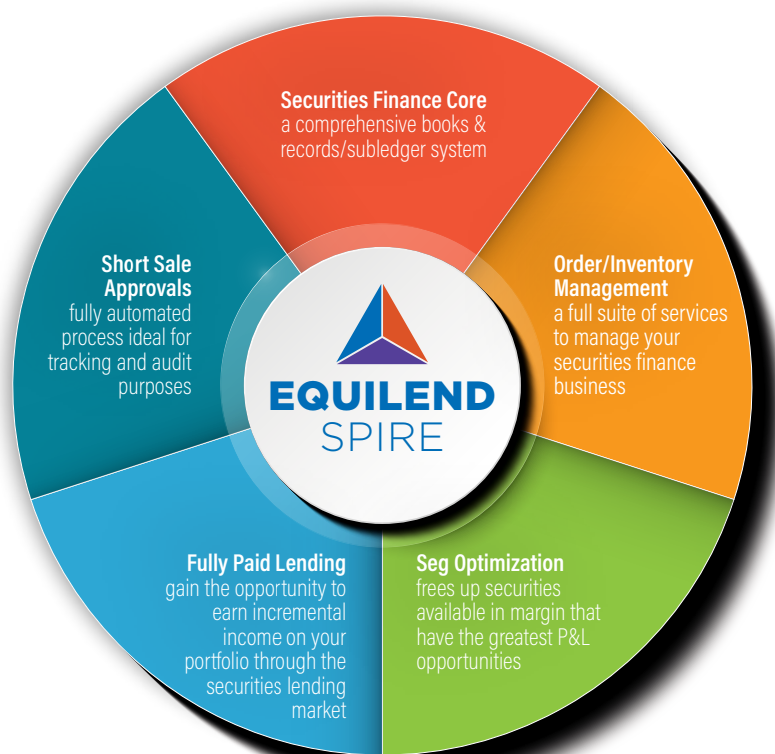 Securities Finance Core
a comprehensive books &
records/subledger system
Order/Inventory
Management
a full suite of services
to manage your
securities finance
business
Seg Optimization
frees up securities
available in margin that
have the greatest P&L
opportunities
Fully Paid Lending
gain the opportunity to
earn incremental
income on your
portfolio through the
securities lending
market
Short Sale
Approvals
fully automated
process ideal for
tracking and audit
purposes
EQUILEND
SPIRE